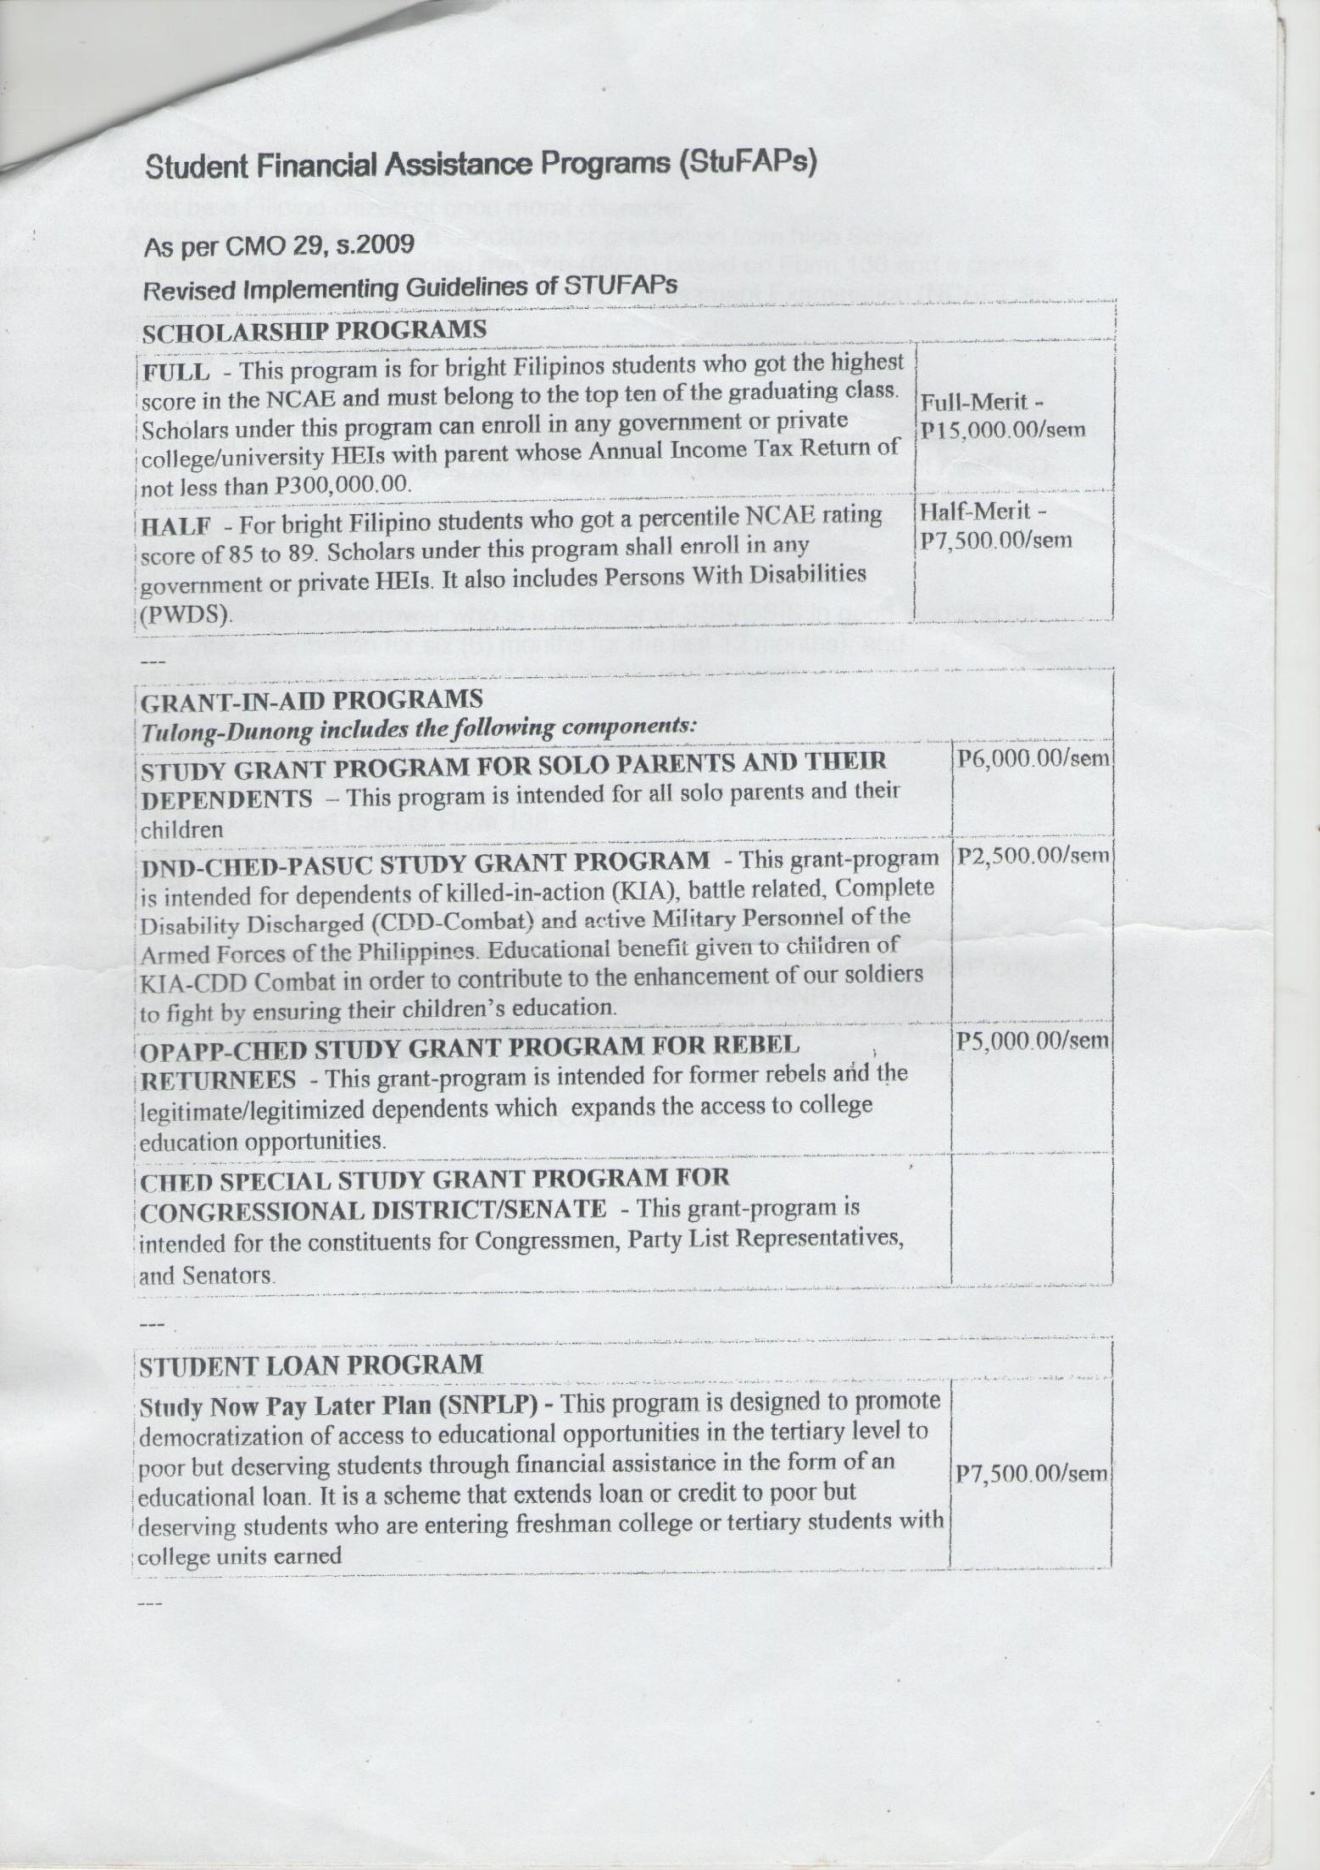 Student Financial Assistance Programs (StuFAPs)
As per CMO 29, s.2009
Revised Implementing Guidelines of STUFAPs
SCHOLARSHIP PROGRAMS
FULL - This program is for bright Filipinos students who got the highest
score in the NCAE and must belong to the top ten of the graduating class.
Scholars under this program can enroll in any government or private
college/university HEIs with parent whose Annual Income Tax Return of
not less than P300,000.00.
Full-Merit -
P15,000.00/sem
HALF - For bright Filipino students who got a percentile NCAE rating
score of 85 to 89. Scholars under this program shall enroll in any
government or private HEIs. It also includes Persons With Disabilities
(PWDS).
Half-Merit -
P7,500.00/sem
---
GRANT-IN-AID PROGRAMS
Tulong-Dunong includes the following components:
STUDY GRANT PROGRAM FOR SOLO PARENTS AND THEIR
DEPENDENTS – This program is intended for all solo parents and their
children
P6,000.00/sem
DND-CHED-PASUC STUDY GRANT PROGRAM - This grant-program
is intended for dependents of killed-in-action (KIA), battle related, Complete
Disability Discharged (CDD-Combat) and active Military Personnel of the
Armed Forces of the Philippines. Educational benefit given to children of
KIA-CDD Combat in order to contribute to the enhancement of our soldiers
to fight by ensuring their children's education.
P2,500.00/sem
OPAPP-CHED STUDY GRANT PROGRAM FOR REBEL
RETURNEES - This grant-program is intended for former rebels and the
legitimate/legitimized dependents which expands the access to college
education opportunities.
P5,000.00/sem
CHED SPECIAL STUDY GRANT PROGRAM FOR
CONGRESSIONAL DISTRICT/SENATE - This grant-program is
intended for the constituents for Congressmen, Party List Representatives,
and Senators.
---
STUDENT LOAN PROGRAM
Study Now Pay Later Plan (SNPLP) - This program is designed to promote
democratization of access to educational opportunities in the tertiary level to
poor but deserving students through financial assistance in the form of an
educational loan. It is a scheme that extends loan or credit to poor but
deserving students who are entering freshman college or tertiary students with
college units earned
P7,500.00/sem
---